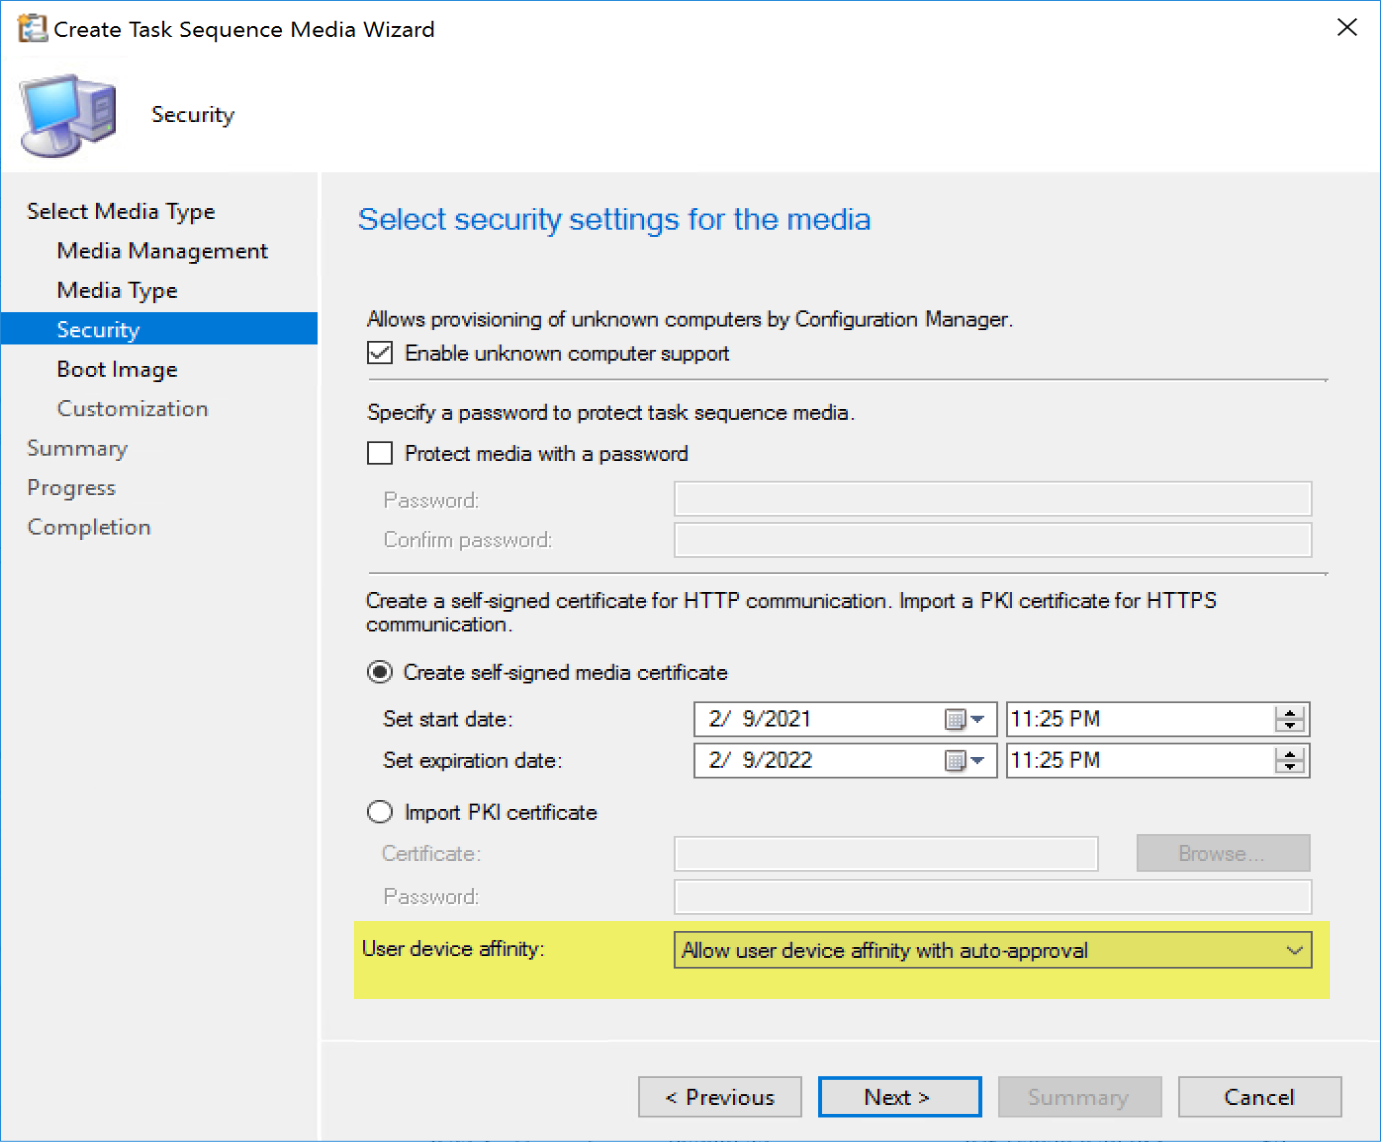 Create Task Sequence Media Wizard
Security
Select Media Type
Media Management
Media Type
Security
Boot Image
Customization
Summary
Progress
Completion
Select security settings for the media
Allows provisioning of unknown computers by Configuration Manager.
Enable unknown computer support
Specify a password to protect task sequence media.
Protect media with a password
Password:
Confirm password:
Create a self-signed certificate for HTTP communication. Import a PKI certificate for HTTPS
communication.
Create self-signed media certificate
Set start date: 2/ 9/2021 11:25 PM
Set expiration date: 2/ 9/2022 11:25 PM
Import PKI certificate
Certificate: Browse...
Password:
User device affinity: Allow user device affinity with auto-approval
< Previous Next > Summary Cancel